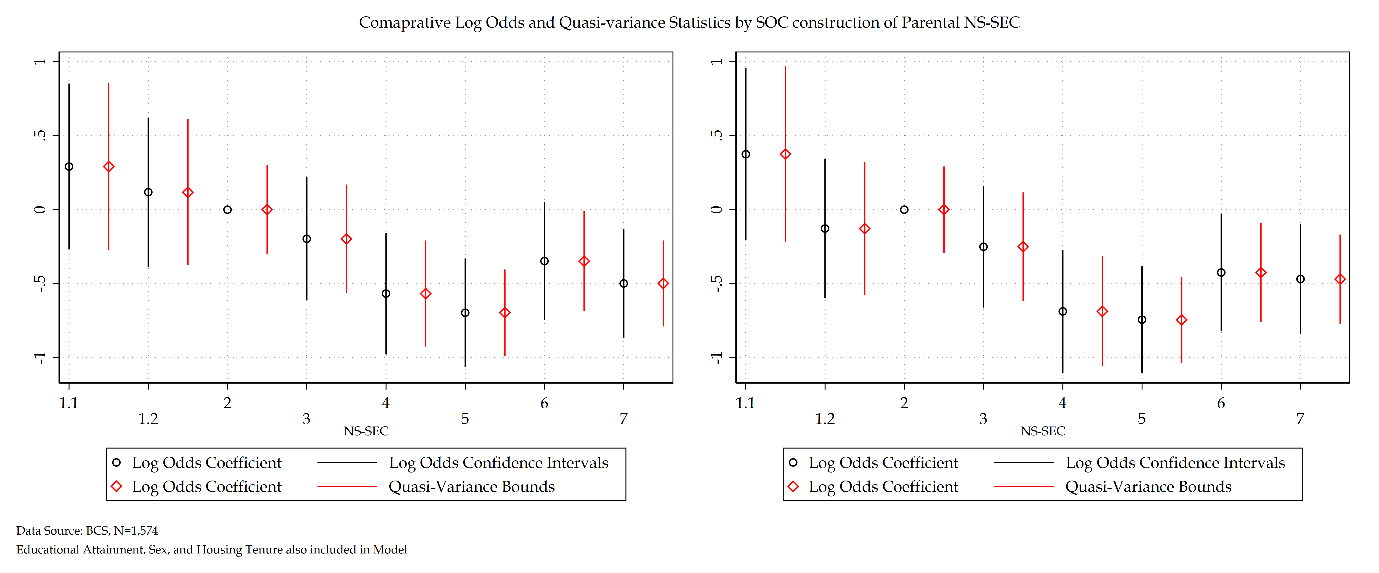 Comaprative Log Odds and Quasi-variance Statistics by SOC construction of Parental NS-SEC
1
.5
0
-.5
-1
1.1
1.2
2
3
4
5
6
7
NS-SEC
Log Odds Coefficient
Log Odds Confidence Intervals
Log Odds Coefficient
Quasi-Variance Bounds
1
.5
0
-.5
-1
1.1
1.2
2
3
4
5
6
7
NS-SEC
Log Odds Coefficient
Log Odds Confidence Intervals
Log Odds Coefficient
Quasi-Variance Bounds
Data Source: BCS, N=1,574
Educational Attainment, Sex, and Housing Tenure also included in Model